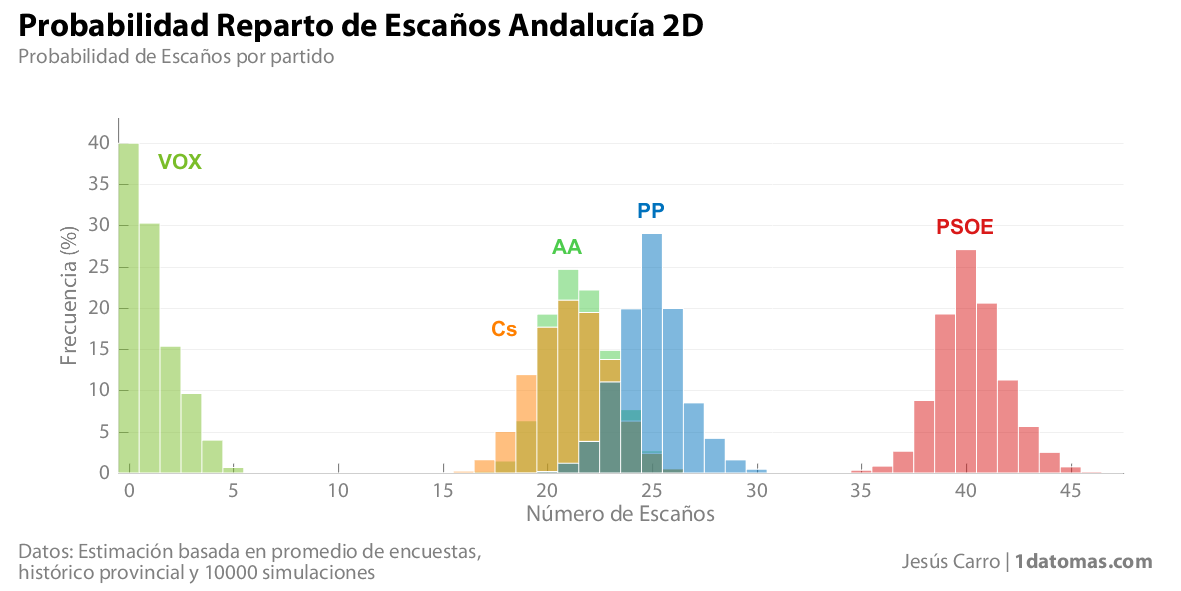 Probabilidad Reparto de Escaños Andalucía 2D
Probabilidad de Escaños por partido
Frecuencia (%)
40
35
30
25
20
15
10
5
0
VOX
Cs
AA
PP
PSOE
0 5 10 15 20 25 30 35 40 45
Número de Escaños
Datos: Estimación basada en promedio de encuestas,
histórico provincial y 10000 simulaciones
Jesús Carro | 1datomas.com